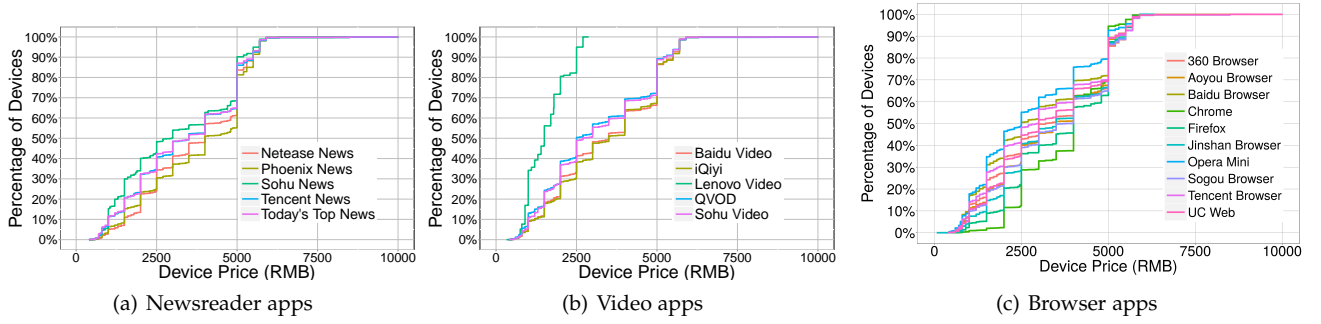 Percentage of Devices
100%
90%
80%
70%
60%
50%
40%
30%
20%
10%
0%
Netease News
Phoenix News
Sohu News
Tencent News
Today's Top News
0 2500 5000 7500 10000
Device Price (RMB)
(a) Newsreader apps
Percentage of Devices
100%
90%
80%
70%
60%
50%
40%
30%
20%
10%
0%
Baidu Video
iQiyi
Lenovo Video
QVOD
Sohu Video
0 2500 5000 7500 10000
Device Price (RMB)
(b) Video apps
Percentage of Devices
100%
90%
80%
70%
60%
50%
40%
30%
20%
10%
0%
360 Browser
Aoyou Browser
Baidu Browser
Chrome
Firefox
Jinshan Browser
Opera Mini
Sogou Browser
Tencent Browser
UC Web
0 2500 5000 7500 10000
Device Price (RMB)
(c) Browser apps